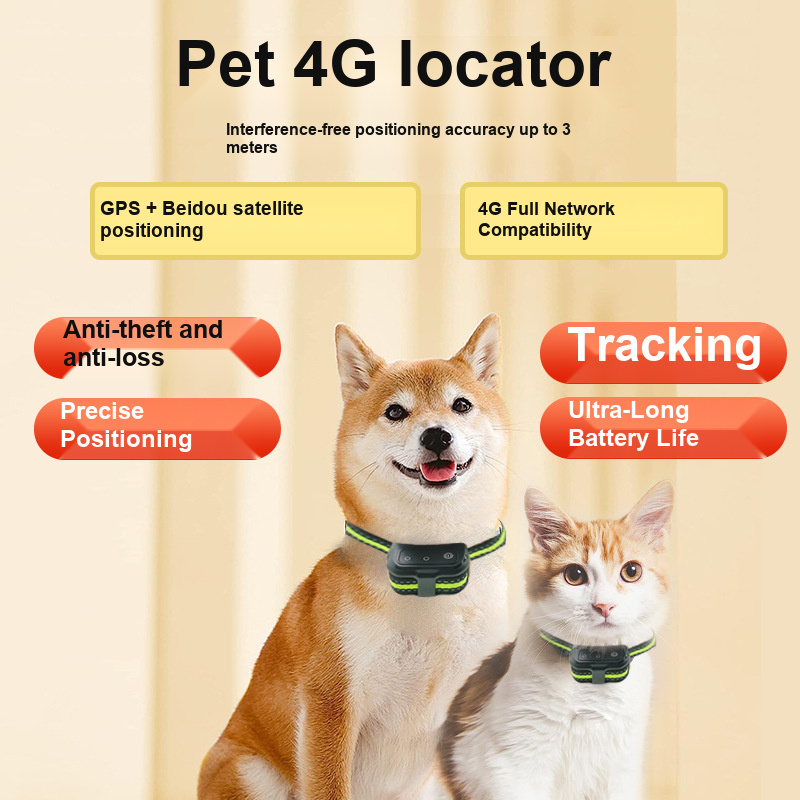 Pet 4G locator
Interference-free positioning accuracy up to 3
meters
GPS + Beidou satellite
positioning
4G Full Network
Compatibility
Anti-theft and
anti-loss
Tracking
Precise
Positioning
Ultra-Long
Battery Life